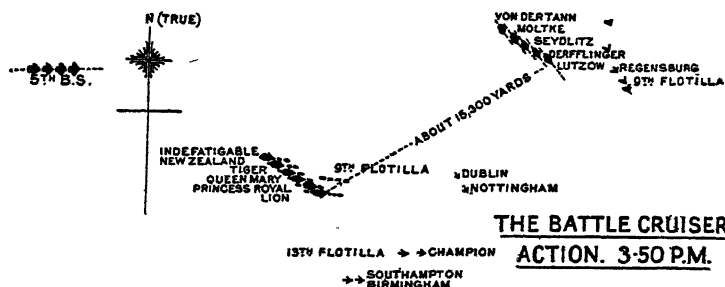 N (TRUE)
5TH B.S.
VON DER TANN
MOLTKE
SEYDLITZ
DERFFLINGER
LUTZOW
REGENSBURG
9TH FLOTILLA
ABOUT 15,300 YARDS
INDEFATIGABLE
NEW ZEALAND
TIGER
QUEEN MARY
PRINCESS ROYAL
LION
9TH FLOTILLA
DUBLIN
NOTTINGHAM
13TH FLOTILLA
CHAMPION
SOUTHAMPTON
BIRMINGHAM
THE BATTLE CRUISER
ACTION. 3·50 P.M.